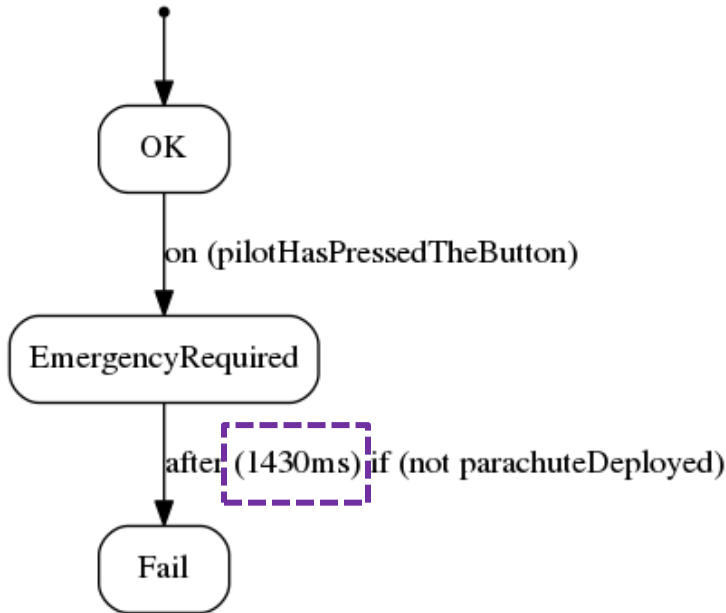 OK
on (pilotHasPressedTheButton)
EmergencyRequired
after (1430ms) if (not parachuteDeployed)
Fail